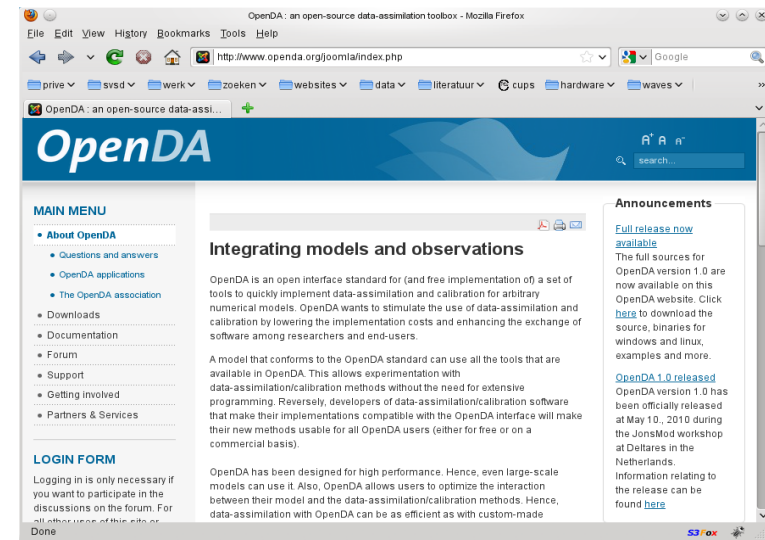 OpenDA : an open-source data-assimilation toolbox - Mozilla Firefox
File Edit View History Bookmarks Tools Help
http://www.openda.org/joomla/index.php
Google
prive svsd werk zoeken websites data literatuur cups hardware waves »
OpenDA : an open-source data-assi...
OpenDA
A+ A A-
search...
MAIN MENU
About OpenDA
Questions and answers
OpenDA applications
The OpenDA association
Downloads
Documentation
Forum
Support
Getting involved
Partners & Services
LOGIN FORM
Logging in is only necessary if
you want to participate in the
discussions on the forum. For
all other uses of this site or
Integrating models and observations
OpenDA is an open interface standard for (and free implementation of) a set of
tools to quickly implement data-assimilation and calibration for arbitrary
numerical models. OpenDA wants to stimulate the use of data-assimilation and
calibration by lowering the implementation costs and enhancing the exchange of
software among researchers and end-users.
A model that conforms to the OpenDA standard can use all the tools that are
available in OpenDA. This allows experimentation with
data-assimilation/calibration methods without the need for extensive
programming. Reversely, developers of data-assimilation/calibration software
that make their implementations compatible with the OpenDA interface will make
their new methods usable for all OpenDA users (either for free or on a
commercial basis).
OpenDA has been designed for high performance. Hence, even large-scale
models can use it. Also, OpenDA allows users to optimize the interaction
between their model and the data-assimilation/calibration methods. Hence,
data-assimilation with OpenDA can be as efficient as with custom-made
Announcements
Full release now
available
The full sources for
OpenDA version 1.0 are
now available on this
OpenDA website. Click
here to download the
source, binaries for
windows and linux,
examples and more.
OpenDA 1.0 released
OpenDA version 1.0 has
been officially released
at May 10., 2010 during
the JonsMod workshop
at Deltares in the
Netherlands.
Information relating to
the release can be
found here
Done
S3Fox